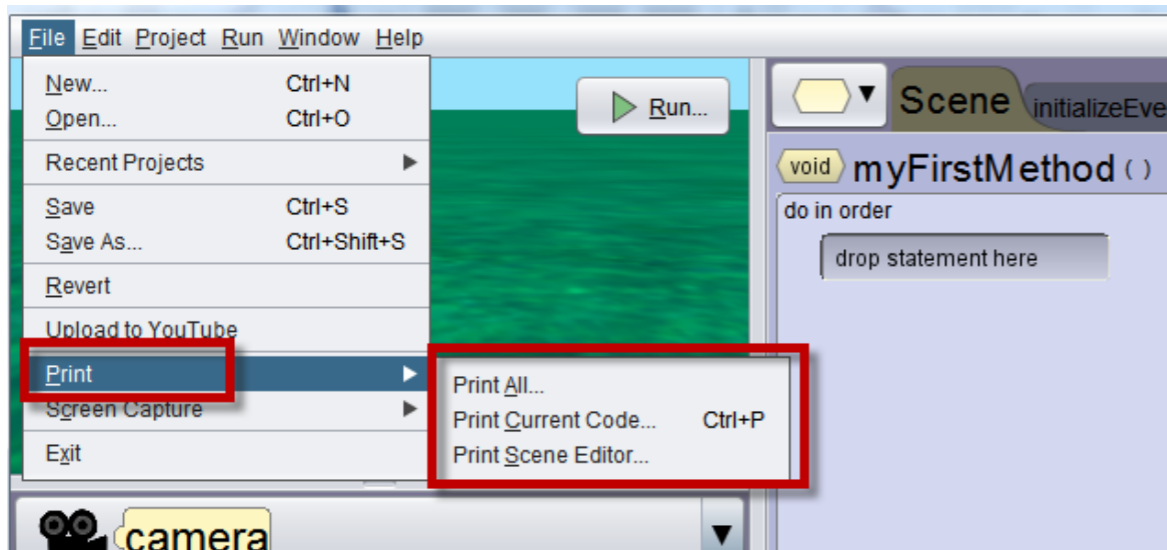 File Edit Project Run Window Help
New... Ctrl+N
Open... Ctrl+O
Recent Projects
Save Ctrl+S
Save As... Ctrl+Shift+S
Revert
Upload to YouTube
Print
Screen Capture
Exit
Print All...
Print Current Code... Ctrl+P
Print Scene Editor...
Run...
camera
Scene initializeEve
void myFirstMethod ( )
do in order
drop statement here